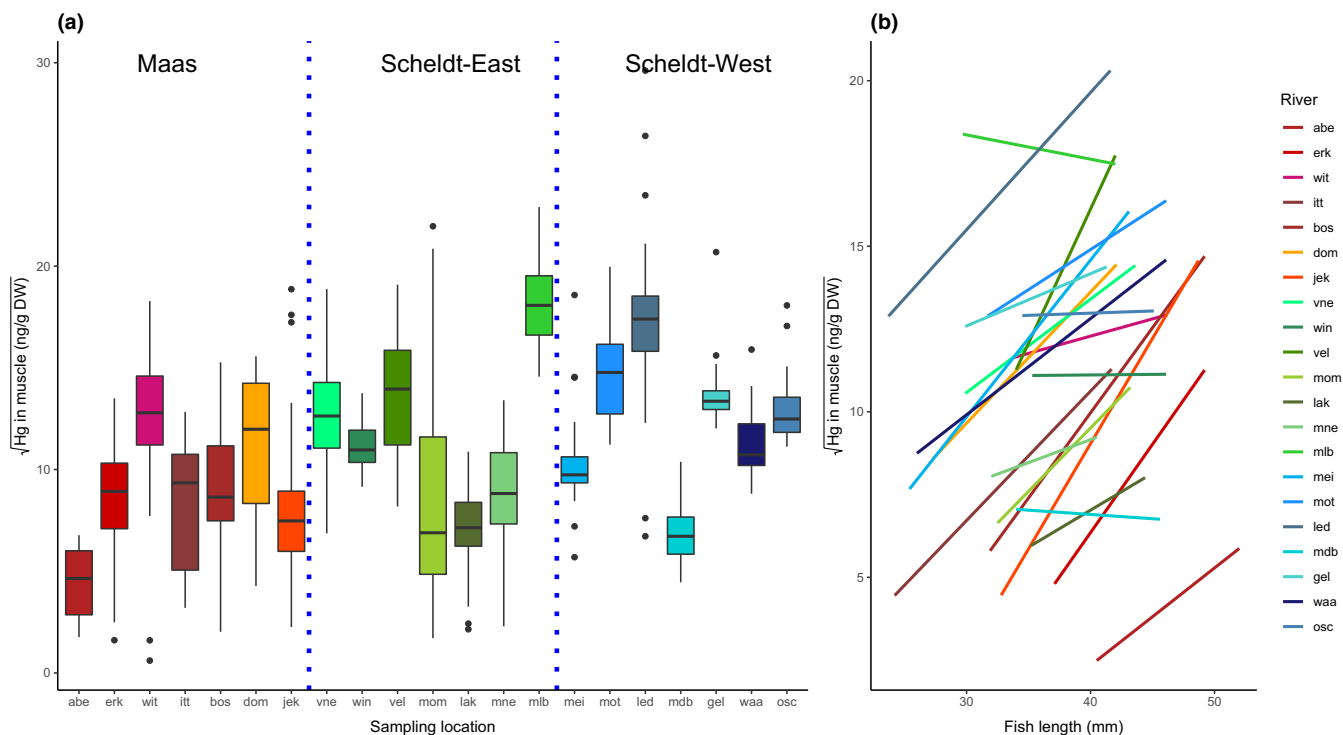 (a)
Maas
Scheldt-East
Scheldt-West
30
20
10
0
√Hg in muscle (ng/g DW)
abe erk wit itt bos dom jek vne win vel mom lak mne mlb mei mot led mdb gel waa osc
Sampling location
(b)
20
15
10
5
√Hg in muscle (ng/g DW)
30 40 50
Fish length (mm)
River
abe
erk
wit
itt
bos
dom
jek
vne
win
vel
mom
lak
mne
mlb
mei
mot
led
mdb
gel
waa
osc